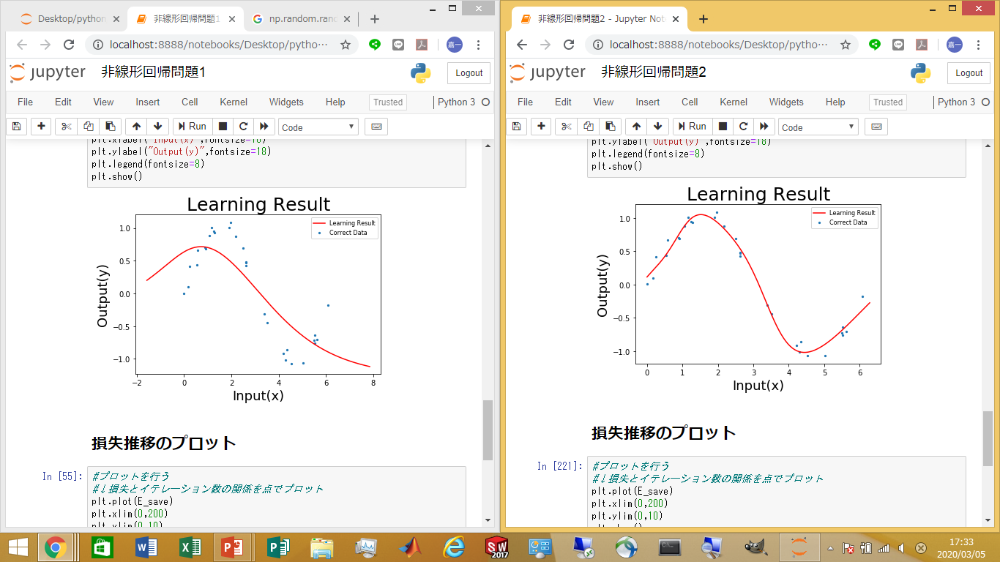 Desktop/python
非線形回帰問題1
np.random.rand
localhost:8888/notebooks/Desktop/pytho…
嘉一
jupyter 非線形回帰問題1
Logout
File Edit View Insert Cell Kernel Widgets Help Trusted Python 3
Run Code
plt.xlabel("Input(x)",fontsize=18)
plt.ylabel("Output(y)",fontsize=18)
plt.legend(fontsize=8)
plt.show()
Learning Result
Learning Result
Correct Data
Output(y)
1.0
0.5
0.0
−0.5
−1.0
−2 0 2 4 6 8
Input(x)
損失推移のプロット
In [55]:
#プロットを行う
#↓損失とイテレーション数の関係を点でプロット
plt.plot(E_save)
plt.xlim(0,200)
plt.ylim(0,10)
非線形回帰問題2 - Jupyter Not
localhost:8888/notebooks/Desktop/pytho…
嘉一
jupyter 非線形回帰問題2
Logout
File Edit View Insert Cell Kernel Widgets Help Trusted Python 3
Run Code
plt.ylabel("Output(y)",fontsize=18)
plt.legend(fontsize=8)
plt.show()
Learning Result
Learning Result
Correct Data
Output(y)
1.0
0.5
0.0
−0.5
−1.0
0 1 2 3 4 5 6
Input(x)
損失推移のプロット
In [221]:
#プロットを行う
#↓損失とイテレーション数の関係を点でプロット
plt.plot(E_save)
plt.xlim(0,200)
plt.ylim(0,10)
plt.show()
SW
2017
17:33
2020/03/05